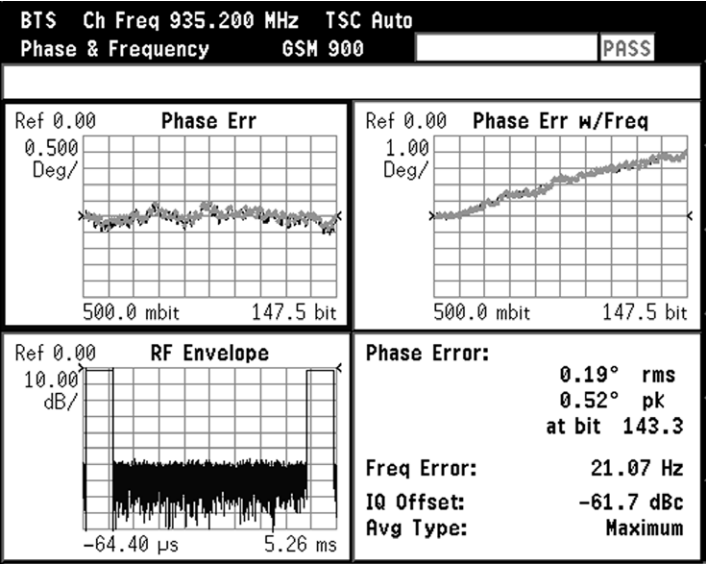 BTS Ch Freq 935.200 MHz TSC Auto
Phase & Frequency GSM 900 PASS
Ref 0.00 Phase Err
0.500
Deg/
500.0 mbit 147.5 bit
Ref 0.00 Phase Err w/Freq
1.00
Deg/
500.0 mbit 147.5 bit
Ref 0.00 RF Envelope
10.00
dB/
-64.40 µs 5.26 ms
Phase Error:
0.19° rms
0.52° pk
at bit 143.3
Freq Error: 21.07 Hz
IQ Offset: -61.7 dBc
Avg Type: Maximum